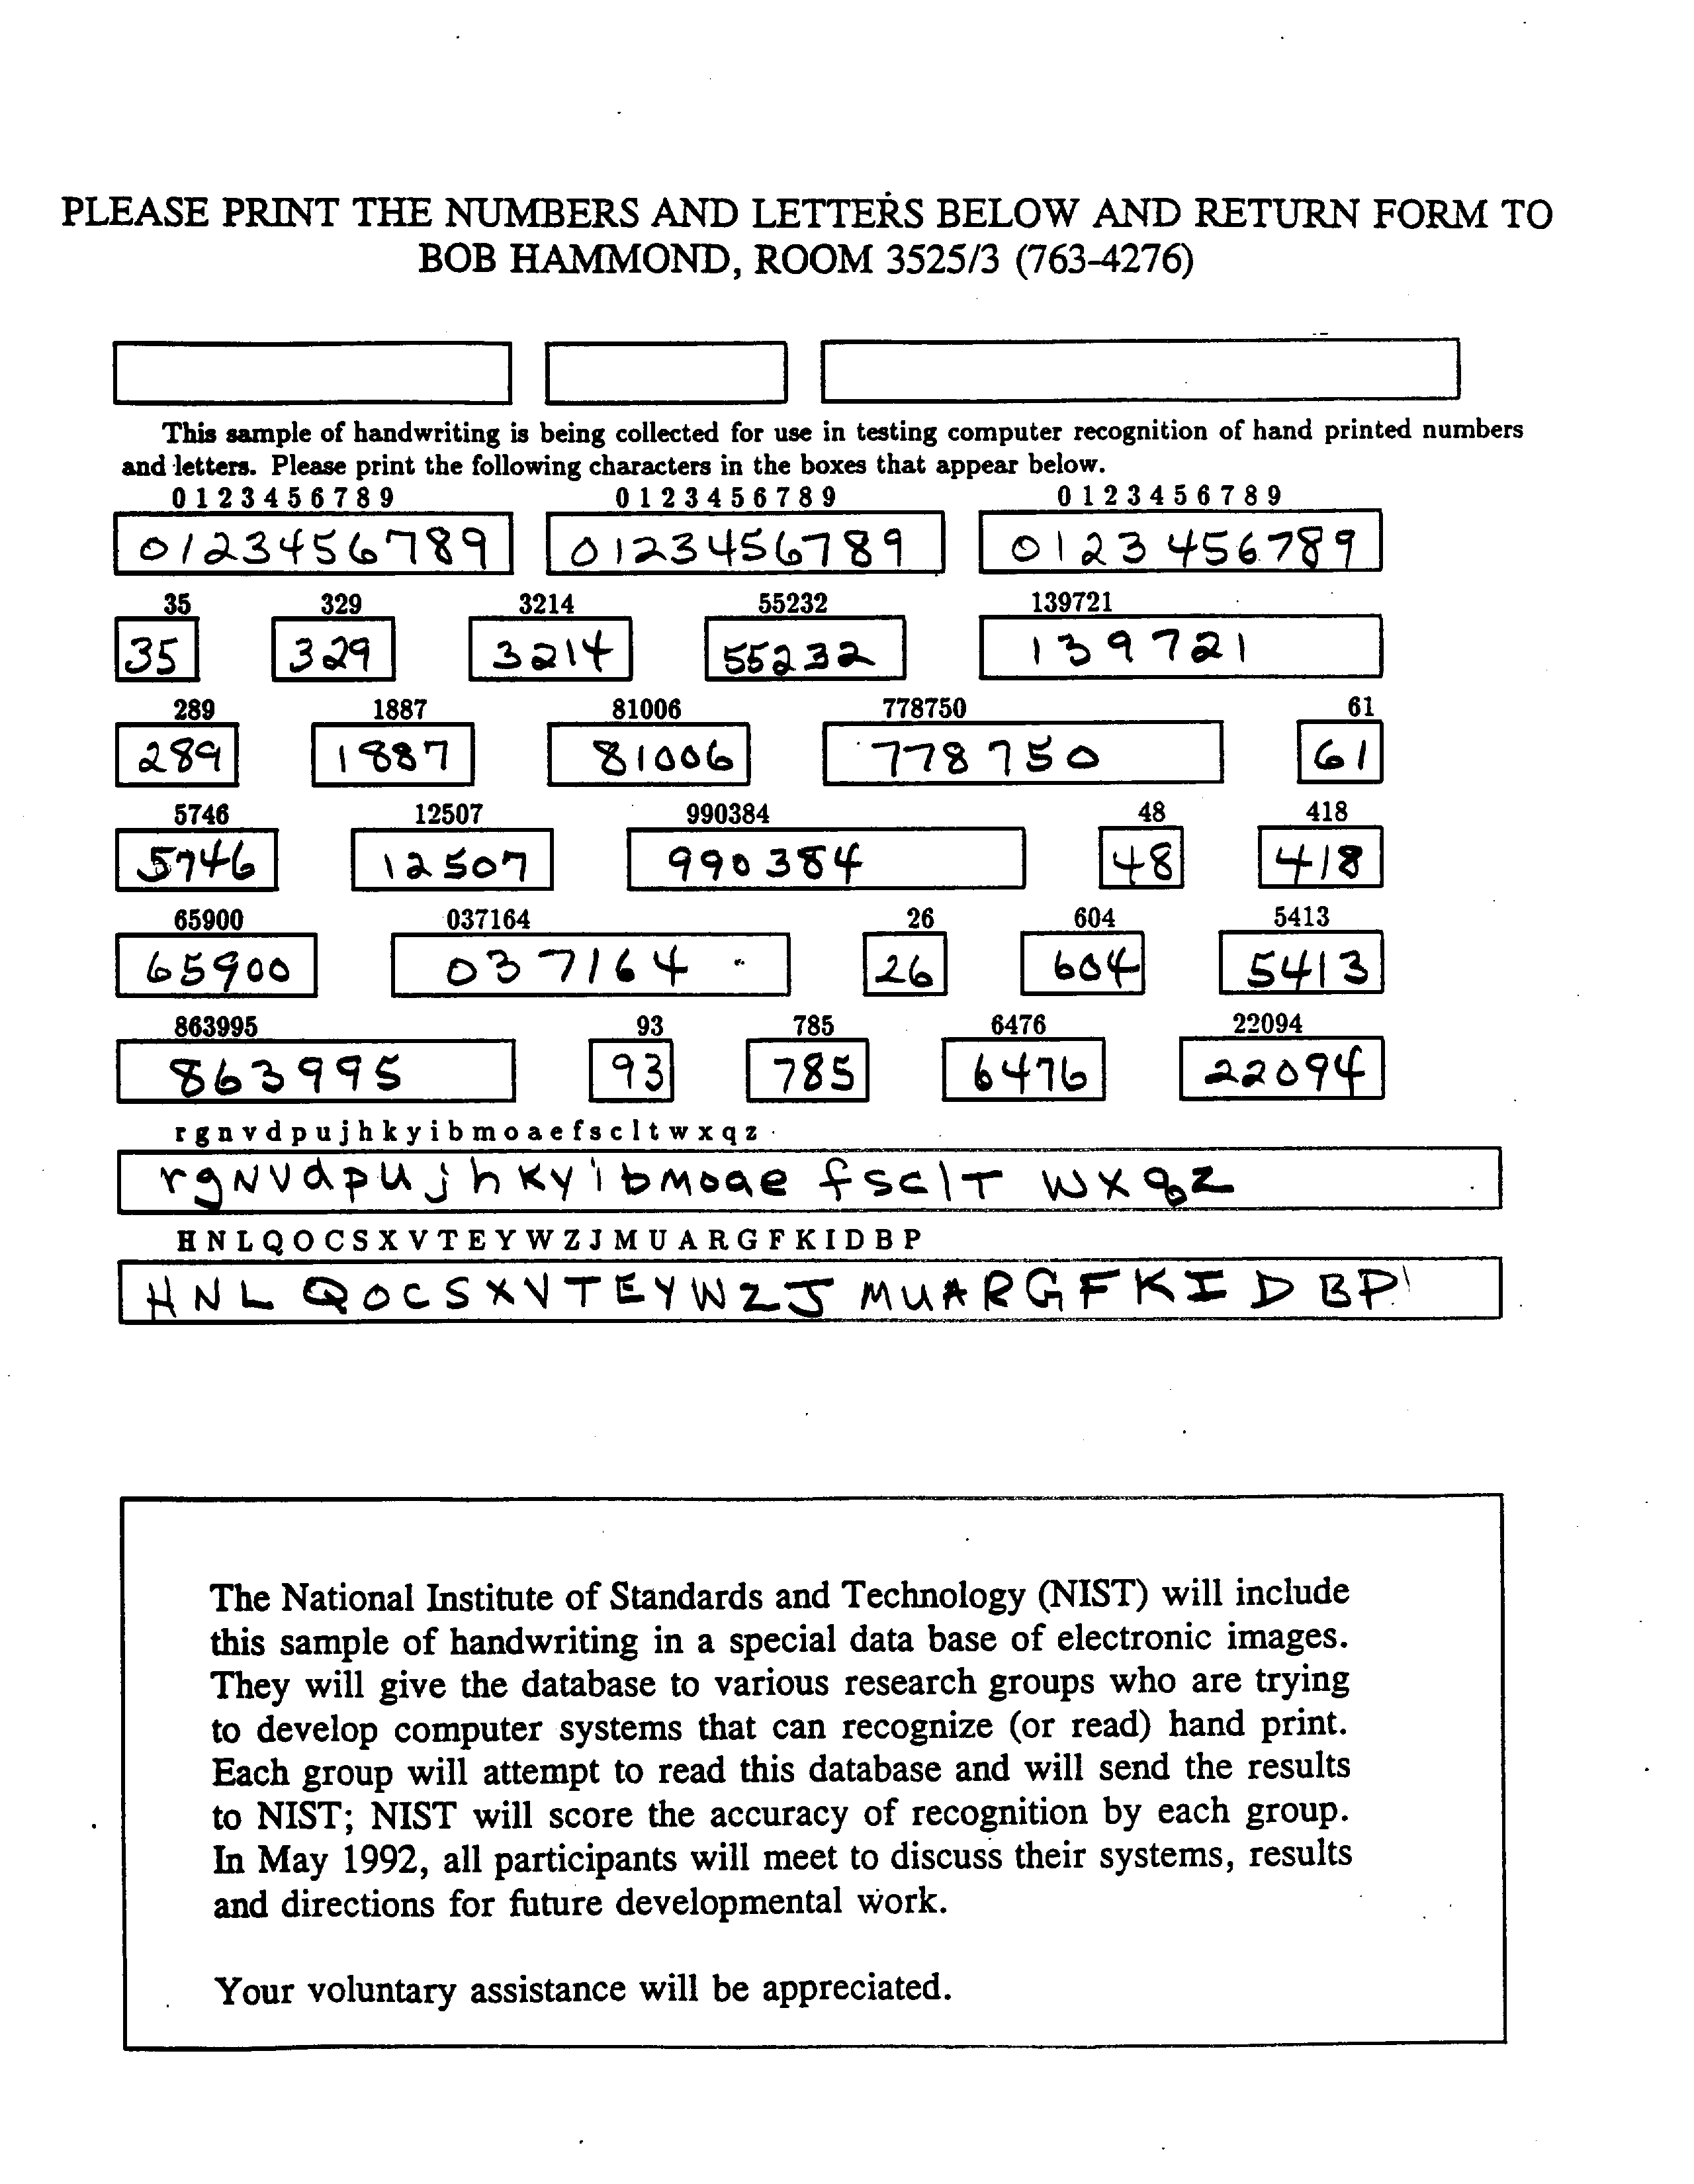 PLEASE PRINT THE NUMBERS AND LETTERS BELOW AND RETURN FORM TO
BOB HAMMOND, ROOM 3525/3 (763-4276)
This sample of handwriting is being collected for use in testing computer recognition of hand printed numbers
and letters. Please print the following characters in the boxes that appear below.
0 1 2 3 4 5 6 7 8 9 0 1 2 3 4 5 6 7 8 9 0 1 2 3 4 5 6 7 8 9
0123456789 0123456789 0123456789
35 329 3214 55232 139721
35 329 3214 55232 139721
289 1887 81006 778750 61
289 1887 81006 778750 61
5746 12507 990384 48 418
5746 12507 990384 48 418
65900 037164 26 604 5413
65900 037164 26 604 5413
863995 93 785 6476 22094
863995 93 785 6476 22094
r g n v d p u j h k y i b m o a e f s c l t w x q z
rgNVdpUjhKyibMoae fsclT WXqz
H N L Q O C S X V T E Y W Z J M U A R G F K I D B P
HNL QOCSXVTEYWZJ MUARGFKIDBP
The National Institute of Standards and Technology (NIST) will include
this sample of handwriting in a special data base of electronic images.
They will give the database to various research groups who are trying
to develop computer systems that can recognize (or read) hand print.
Each group will attempt to read this database and will send the results
to NIST; NIST will score the accuracy of recognition by each group.
In May 1992, all participants will meet to discuss their systems, results
and directions for future developmental work.
Your voluntary assistance will be appreciated.